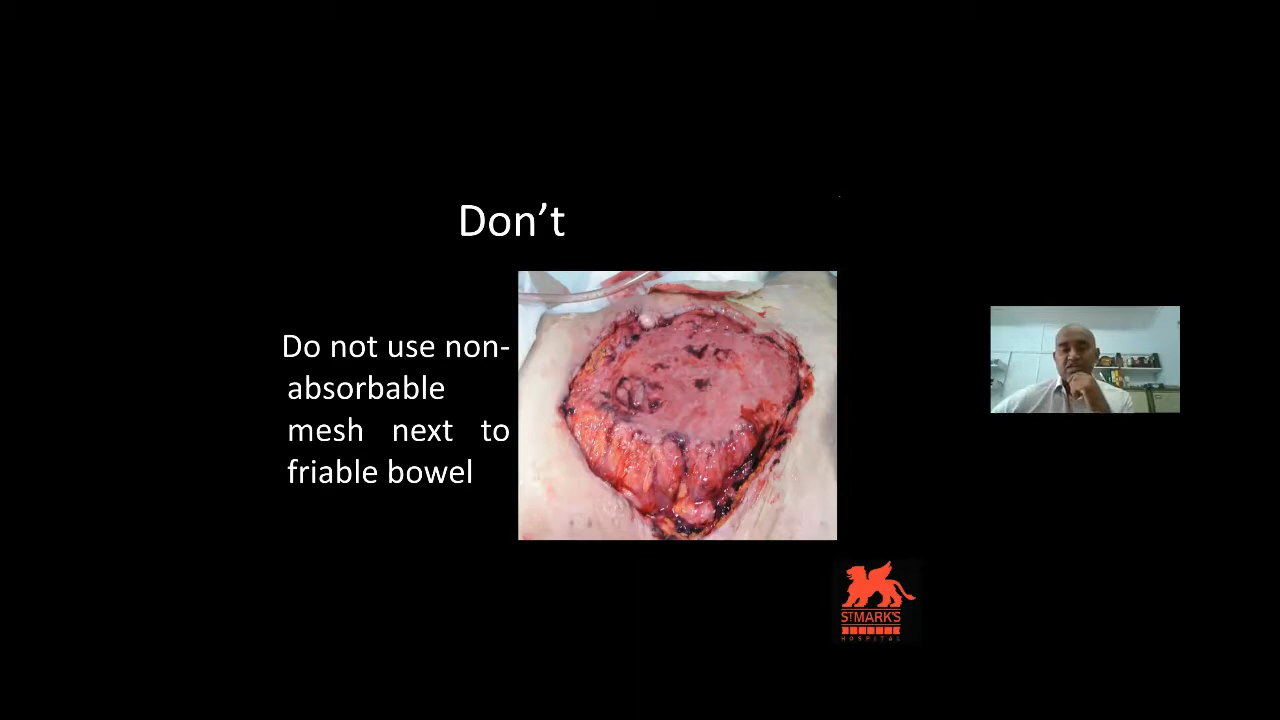 Don’t
Do not use non-
absorbable
mesh next to
friable bowel
ST MARK'S
HOSPITAL